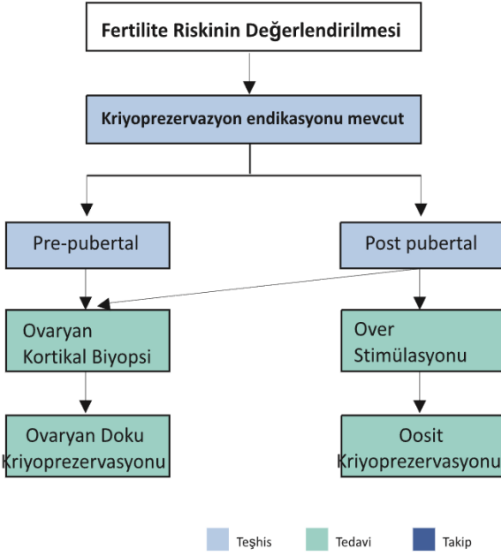 Fertilite Riskinin Değerlendirilmesi
Kriyoprezervazyon endikasyonu mevcut
Pre-pubertal
Post pubertal
Ovaryan
Kortikal Biyopsi
Over
Stimülasyonu
Ovaryan Doku
Kriyoprezervasyonu
Oosit
Kriyoprezervasyonu
Teşhis
Tedavi
Takip